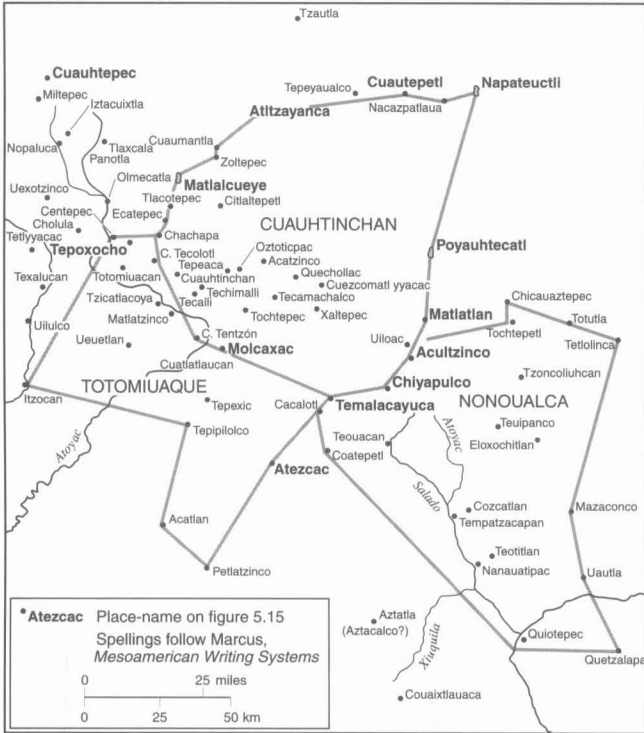 Tzautla
Cuauhtepec
Miltepec
Iztacuixtla
Tepeyaualco
Cuautepetl
Napateuctli
Nacazpatlaua
Atltzayanca
Nopaluca
Tlaxcala
Panotla
Cuaumantla
Zoltepec
Olmecatla
Matlalcueye
Uexotzinco
Tlacotepec
Citlaltepetl
Centepec
Ecatepec
CUAUHTINCHAN
Cholula
Chachapa
Tetlyyacac
Tepoxocho
C. Tecolotl
Oztoticpac
Poyauhtecatl
Tepeaca
Acatzinco
Totomiuacan
Cuauhtinchan
Quechollac
Texalucan
Techimalli
Cuezcomatl yyacac
Tzicatlacoya
Tecalli
Tecamachalco
Chicauaztepec
Matlatzinco
Tochtepec
Xaltepec
Matlatlan
Totutla
Uilulco
Tochtepetl
C. Tentzón
Uiloac
Tetlolinca
Ueuetlan
Molcaxac
Acultzinco
Cuatlatlaucan
Tzoncoliuhcan
TOTOMIUAQUE
Chiyapulco
Itzocan
Tepexic
Cacalotl
Temalacayuca
NONOUALCA
Tepipilolco
Teouacan
Atoyac
Teuipanco
Atoyac
Coatepetl
Eloxochitlan
Atezcac
Salado
Cozcatlan
Mazaconco
Acatlan
Tempatzacapan
Teotitlan
Petlatzinco
Nanauatipac
Uautla
Atezcac Place-name on figure 5.15
Spellings follow Marcus,
Mesoamerican Writing Systems
0 25 miles
0 25 50 km
Aztatla
(Aztacalco?)
Xiuquila
Quiotepec
Quetzalapa
Couaixtlauaca